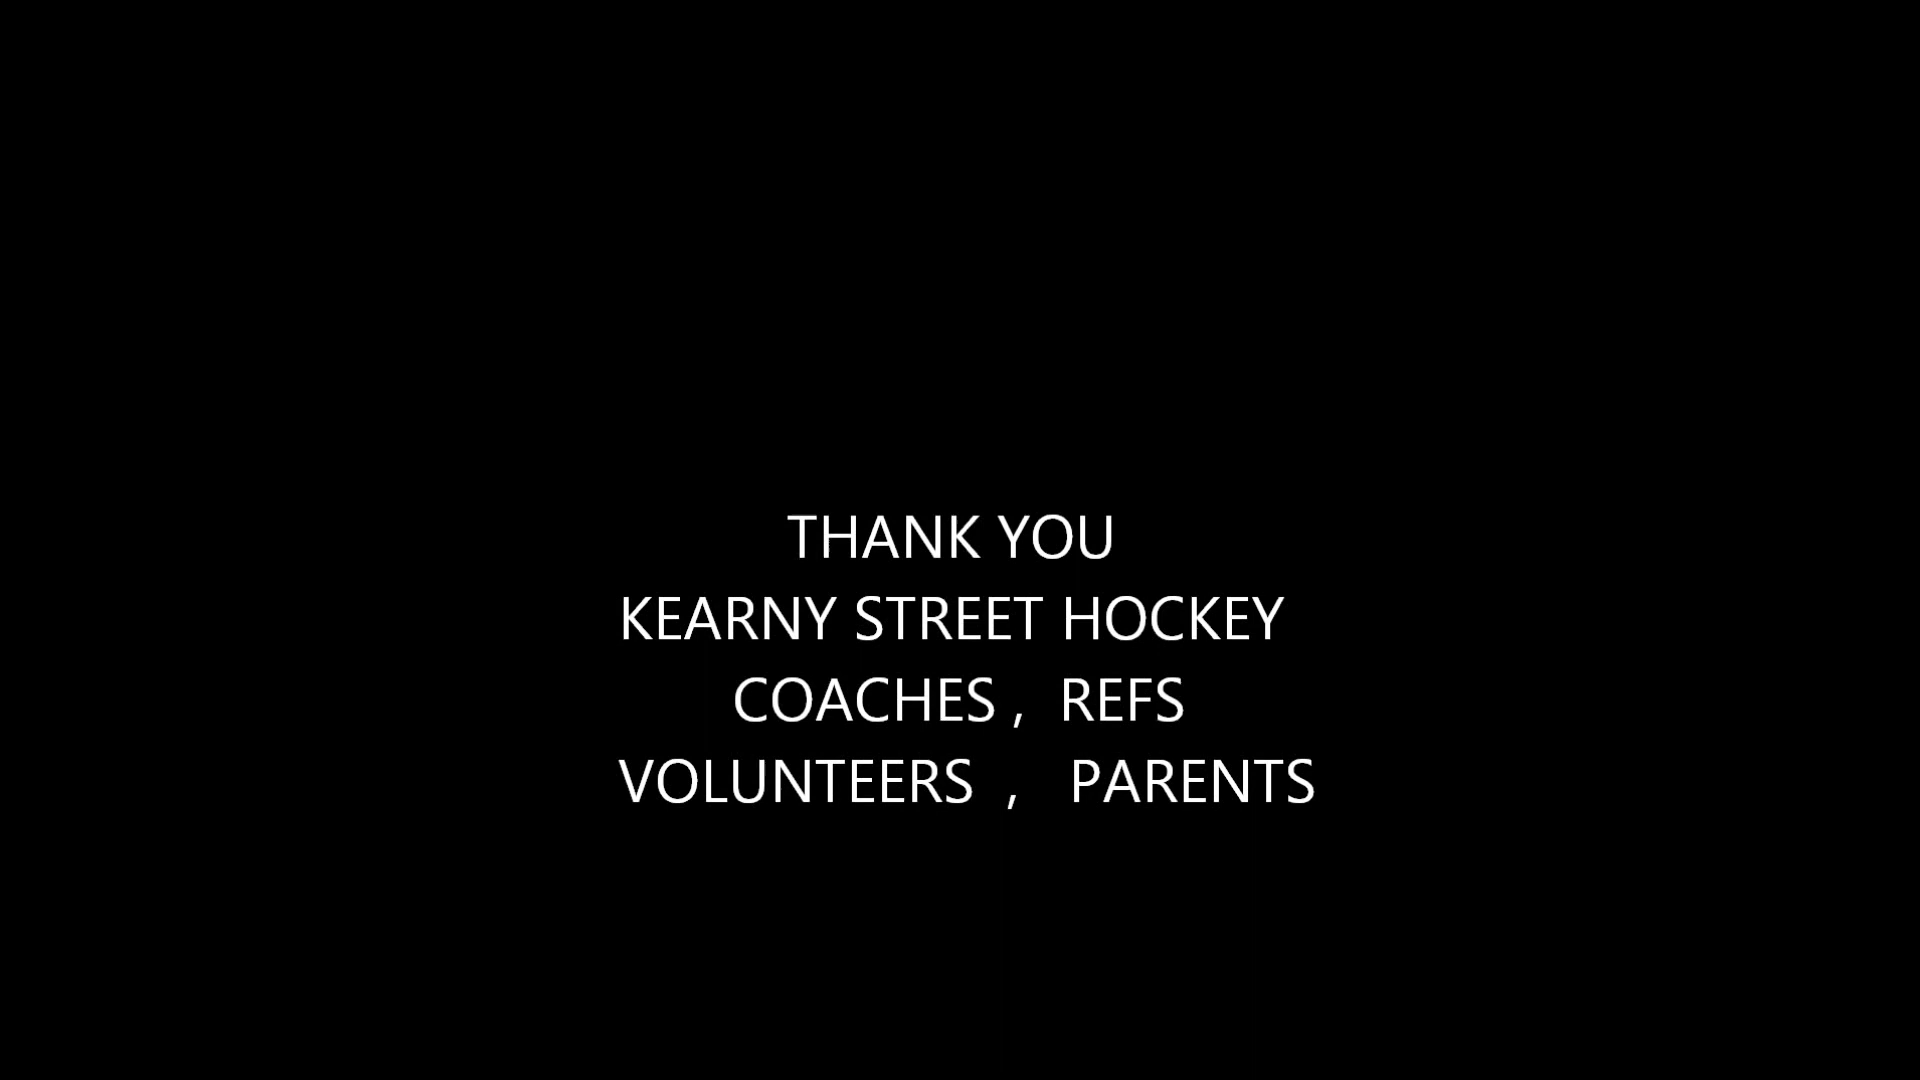 THANK YOU
KEARNY STREET HOCKEY
COACHES ,  REFS
VOLUNTEERS  ,   PARENTS